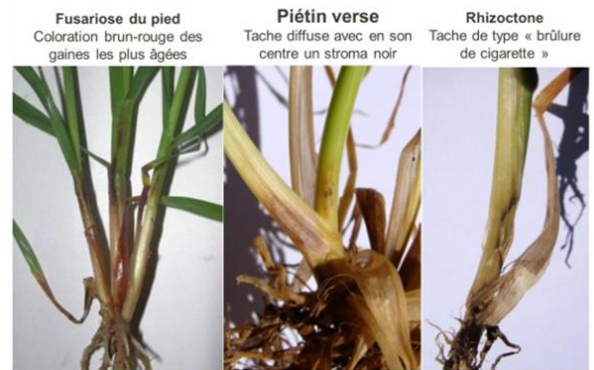 Fusariose du pied
Coloration brun-rouge des
gaines les plus âgées
Piétin verse
Tache diffuse avec en son
centre un stroma noir
Rhizoctone
Tache de type « brûlure
de cigarette »